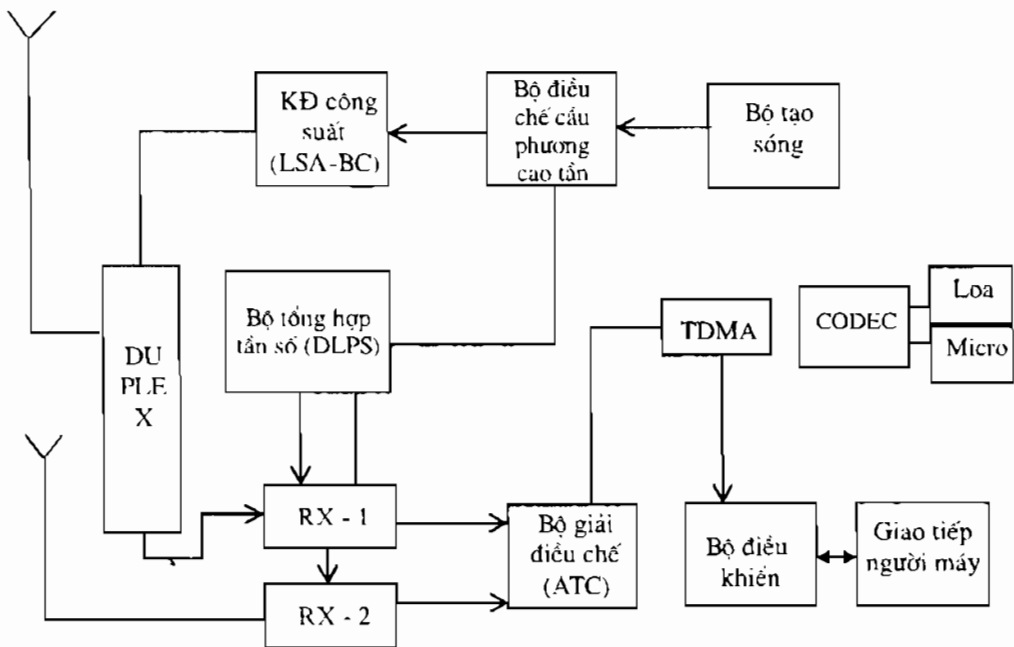 KĐ công
suất
(LSA-BC)
Bộ điều
chế cầu
phương
cao tần
Bộ tạo
sóng
DU
PLE
X
Bộ tổng hợp
tần số (DLPS)
TDMA
CODEC
Loa
Micro
RX - 1
RX - 2
Bộ giải
điều chế
(ATC)
Bộ điều
khiển
Giao tiếp
người máy